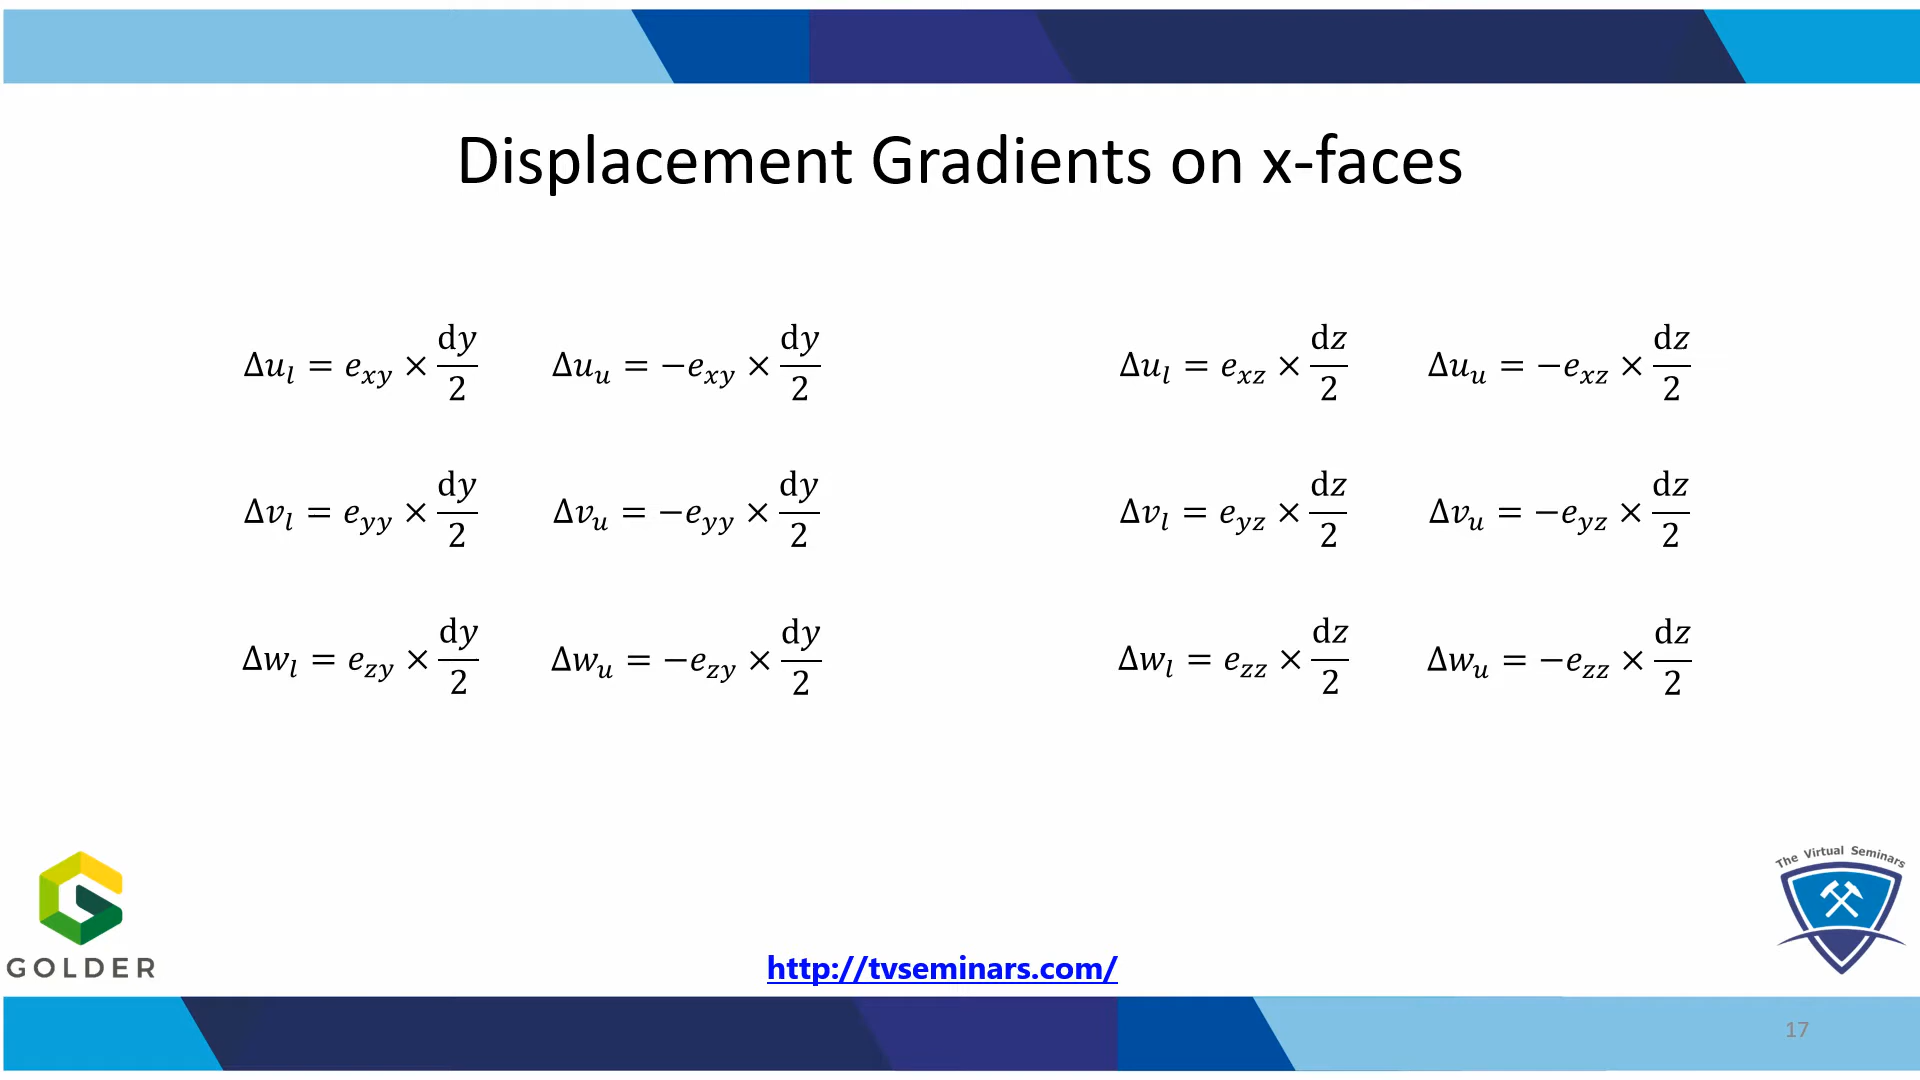 Displacement Gradients on x-faces
Δu_l = e_xy × dy/2    Δu_u = −e_xy × dy/2    Δu_l = e_xz × dz/2    Δu_u = −e_xz × dz/2
Δv_l = e_yy × dy/2    Δv_u = −e_yy × dy/2    Δv_l = e_yz × dz/2    Δv_u = −e_yz × dz/2
Δw_l = e_zy × dy/2    Δw_u = −e_zy × dy/2    Δw_l = e_zz × dz/2    Δw_u = −e_zz × dz/2
The Virtual Seminars
GOLDER
http://tvseminars.com/
17